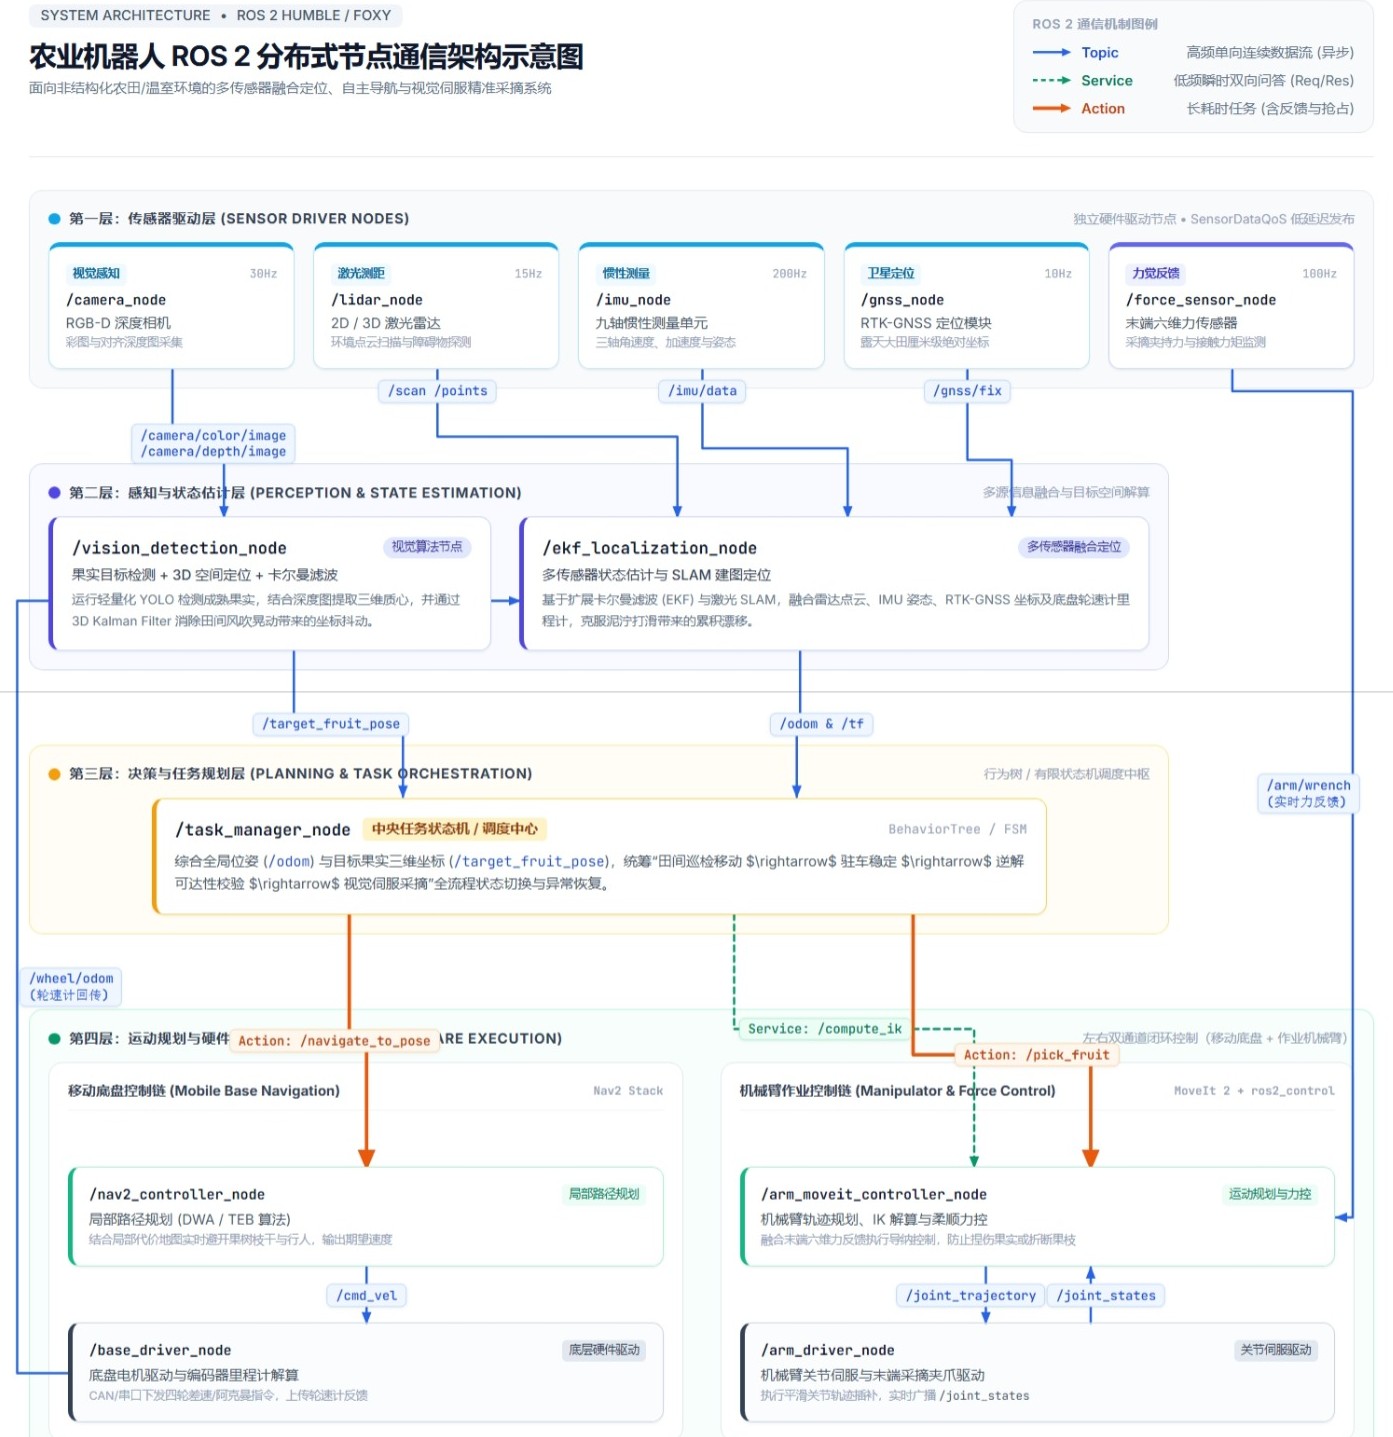 SYSTEM ARCHITECTURE • ROS 2 HUMBLE / FOXY
农业机器人 ROS 2 分布式节点通信架构示意图
面向非结构化农田/温室环境的多传感器融合定位、自主导航与视觉伺服精准采摘系统
ROS 2 通信机制图例
Topic 高频单向连续数据流 (异步)
Service 低频瞬时双向问答 (Req/Res)
Action 长耗时任务 (含反馈与抢占)
第一层：传感器驱动层 (SENSOR DRIVER NODES)
独立硬件驱动节点 • SensorDataQoS 低延迟发布
视觉感知 30Hz
/camera_node
RGB-D 深度相机
彩图与对齐深度图采集
激光测距 15Hz
/lidar_node
2D / 3D 激光雷达
环境点云扫描与障碍物探测
惯性测量 200Hz
/imu_node
九轴惯性测量单元
三轴角速度、加速度与姿态
卫星定位 10Hz
/gnss_node
RTK-GNSS 定位模块
露天大田厘米级绝对坐标
力觉反馈 100Hz
/force_sensor_node
末端六维力传感器
采摘夹持力与接触力矩监测
/scan /points
/imu/data
/gnss/fix
/camera/color/image
/camera/depth/image
第二层：感知与状态估计层 (PERCEPTION & STATE ESTIMATION)
多源信息融合与目标空间解算
/vision_detection_node 视觉算法节点
果实目标检测 + 3D 空间定位 + 卡尔曼滤波
运行轻量化 YOLO 检测成熟果实，结合深度图提取三维质心，并通过
3D Kalman Filter 消除田间风吹晃动带来的坐标抖动。
/ekf_localization_node 多传感器融合定位
多传感器状态估计与 SLAM 建图定位
基于扩展卡尔曼滤波 (EKF) 与激光 SLAM，融合雷达点云、IMU 姿态、RTK-GNSS 坐标及底盘轮速计里
程计，克服泥泞打滑带来的累积漂移。
/target_fruit_pose
/odom & /tf
第三层：决策与任务规划层 (PLANNING & TASK ORCHESTRATION)
行为树 / 有限状态机调度中枢
/arm/wrench
(实时力反馈)
/task_manager_node 中央任务状态机 / 调度中心 BehaviorTree / FSM
综合全局位姿 (/odom) 与目标果实三维坐标 (/target_fruit_pose)，统筹“田间巡检移动 $\rightarrow$ 驻车稳定 $\rightarrow$ 逆解
可达性校验 $\rightarrow$ 视觉伺服采摘”全流程状态切换与异常恢复。
/wheel/odom
(轮速计回传)
第四层：运动规划与硬件
Action: /navigate_to_pose
ARE EXECUTION)
Service: /compute_ik
左右双通道闭环控制（移动底盘 + 作业机械臂）
Action: /pick_fruit
移动底盘控制链 (Mobile Base Navigation) Nav2 Stack
机械臂作业控制链 (Manipulator & Force Control) MoveIt 2 + ros2_control
/nav2_controller_node 局部路径规划
局部路径规划 (DWA / TEB 算法)
结合局部代价地图实时避开果树枝干与行人，输出期望速度
/arm_moveit_controller_node 运动规划与力控
机械臂轨迹规划、IK 解算与柔顺力控
融合末端六维力反馈执行导纳控制，防止捏伤果实或折断果枝
/cmd_vel
/joint_trajectory
/joint_states
/base_driver_node 底层硬件驱动
底盘电机驱动与编码器里程计解算
CAN/串口下发四轮差速/阿克曼指令，上传轮速计反馈
/arm_driver_node 关节伺服驱动
机械臂关节伺服与末端采摘夹爪驱动
执行平滑关节轨迹插补，实时广播 /joint_states